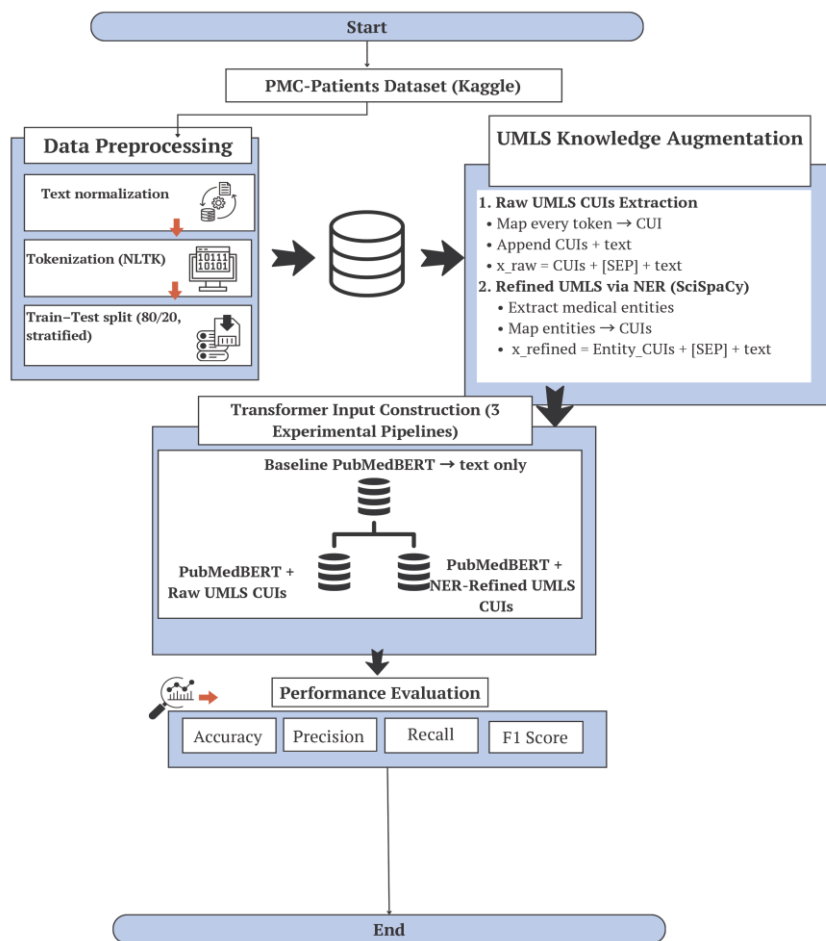 Start
PMC-Patients Dataset (Kaggle)
Data Preprocessing
Text normalization
Tokenization (NLTK)
10111
10101
Train–Test split (80/20,
stratified)
UMLS Knowledge Augmentation
1. Raw UMLS CUIs Extraction
• Map every token → CUI
• Append CUIs + text
• x_raw = CUIs + [SEP] + text
2. Refined UMLS via NER (SciSpaCy)
• Extract medical entities
• Map entities → CUIs
• x_refined = Entity_CUIs + [SEP] + text
Transformer Input Construction (3
Experimental Pipelines)
Baseline PubMedBERT → text only
PubMedBERT +
Raw UMLS CUIs
PubMedBERT +
NER-Refined UMLS
CUIs
Performance Evaluation
Accuracy
Precision
Recall
F1 Score
End